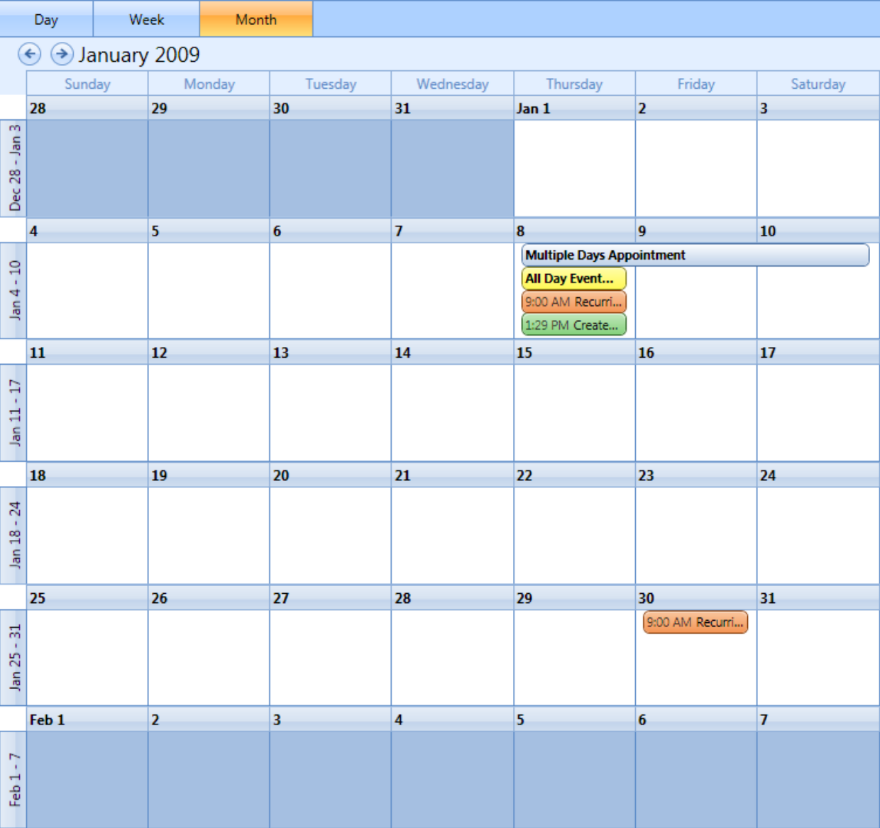 Day Week Month
January 2009
Sunday Monday Tuesday Wednesday Thursday Friday Saturday
28 29 30 31 Jan 1 2 3
Dec 28 - Jan 3
4 5 6 7 8 9 10
Jan 4 - 10
Multiple Days Appointment
All Day Event...
9:00 AM Recurri...
1:29 PM Create...
11 12 13 14 15 16 17
Jan 11 - 17
18 19 20 21 22 23 24
Jan 18 - 24
25 26 27 28 29 30 31
Jan 25 - 31
9:00 AM Recurri...
Feb 1 2 3 4 5 6 7
Feb 1 - 7